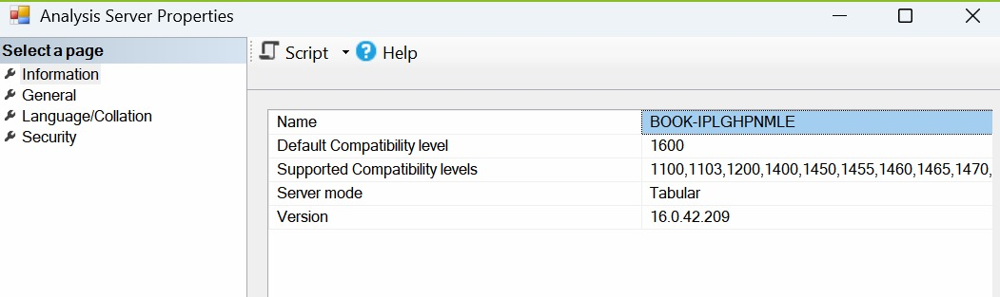 Analysis Server Properties
Select a page
Information
General
Language/Collation
Security
Script Help
Name BOOK-IPLGHPNMLE
Default Compatibility level 1600
Supported Compatibility levels 1100,1103,1200,1400,1450,1455,1460,1465,1470,
Server mode Tabular
Version 16.0.42.209